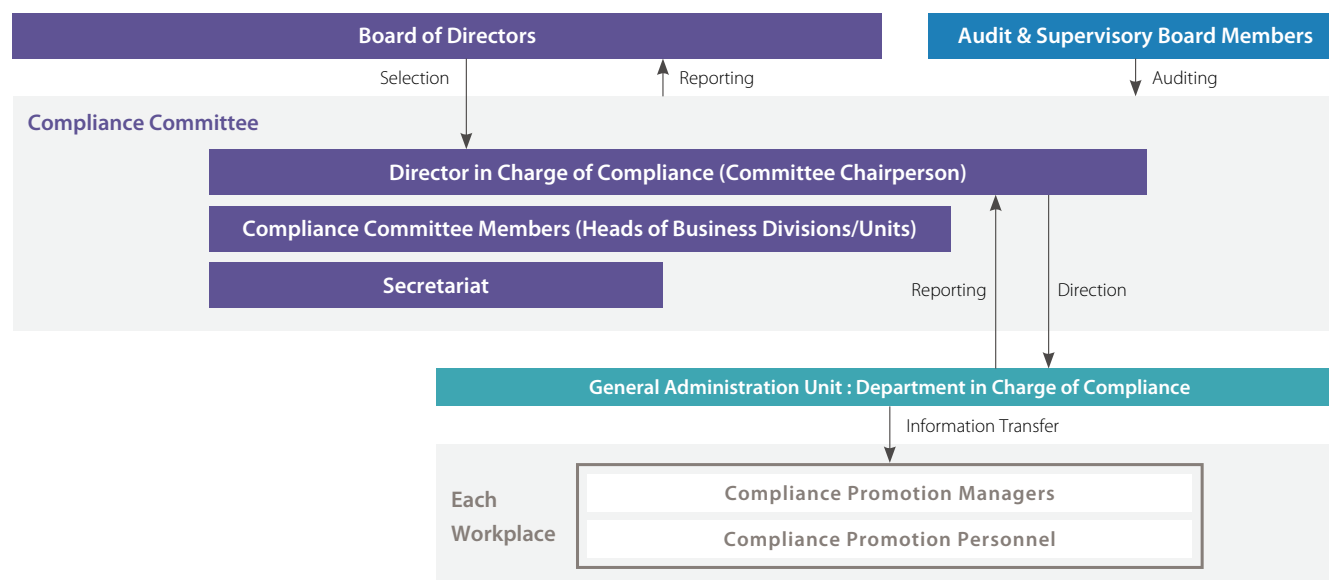 Board of Directors
Audit & Supervisory Board Members
Selection
Reporting
Auditing
Compliance Committee
Director in Charge of Compliance (Committee Chairperson)
Compliance Committee Members (Heads of Business Divisions/Units)
Secretariat
Reporting
Direction
General Administration Unit : Department in Charge of Compliance
Information Transfer
Each
Workplace
Compliance Promotion Managers
Compliance Promotion Personnel